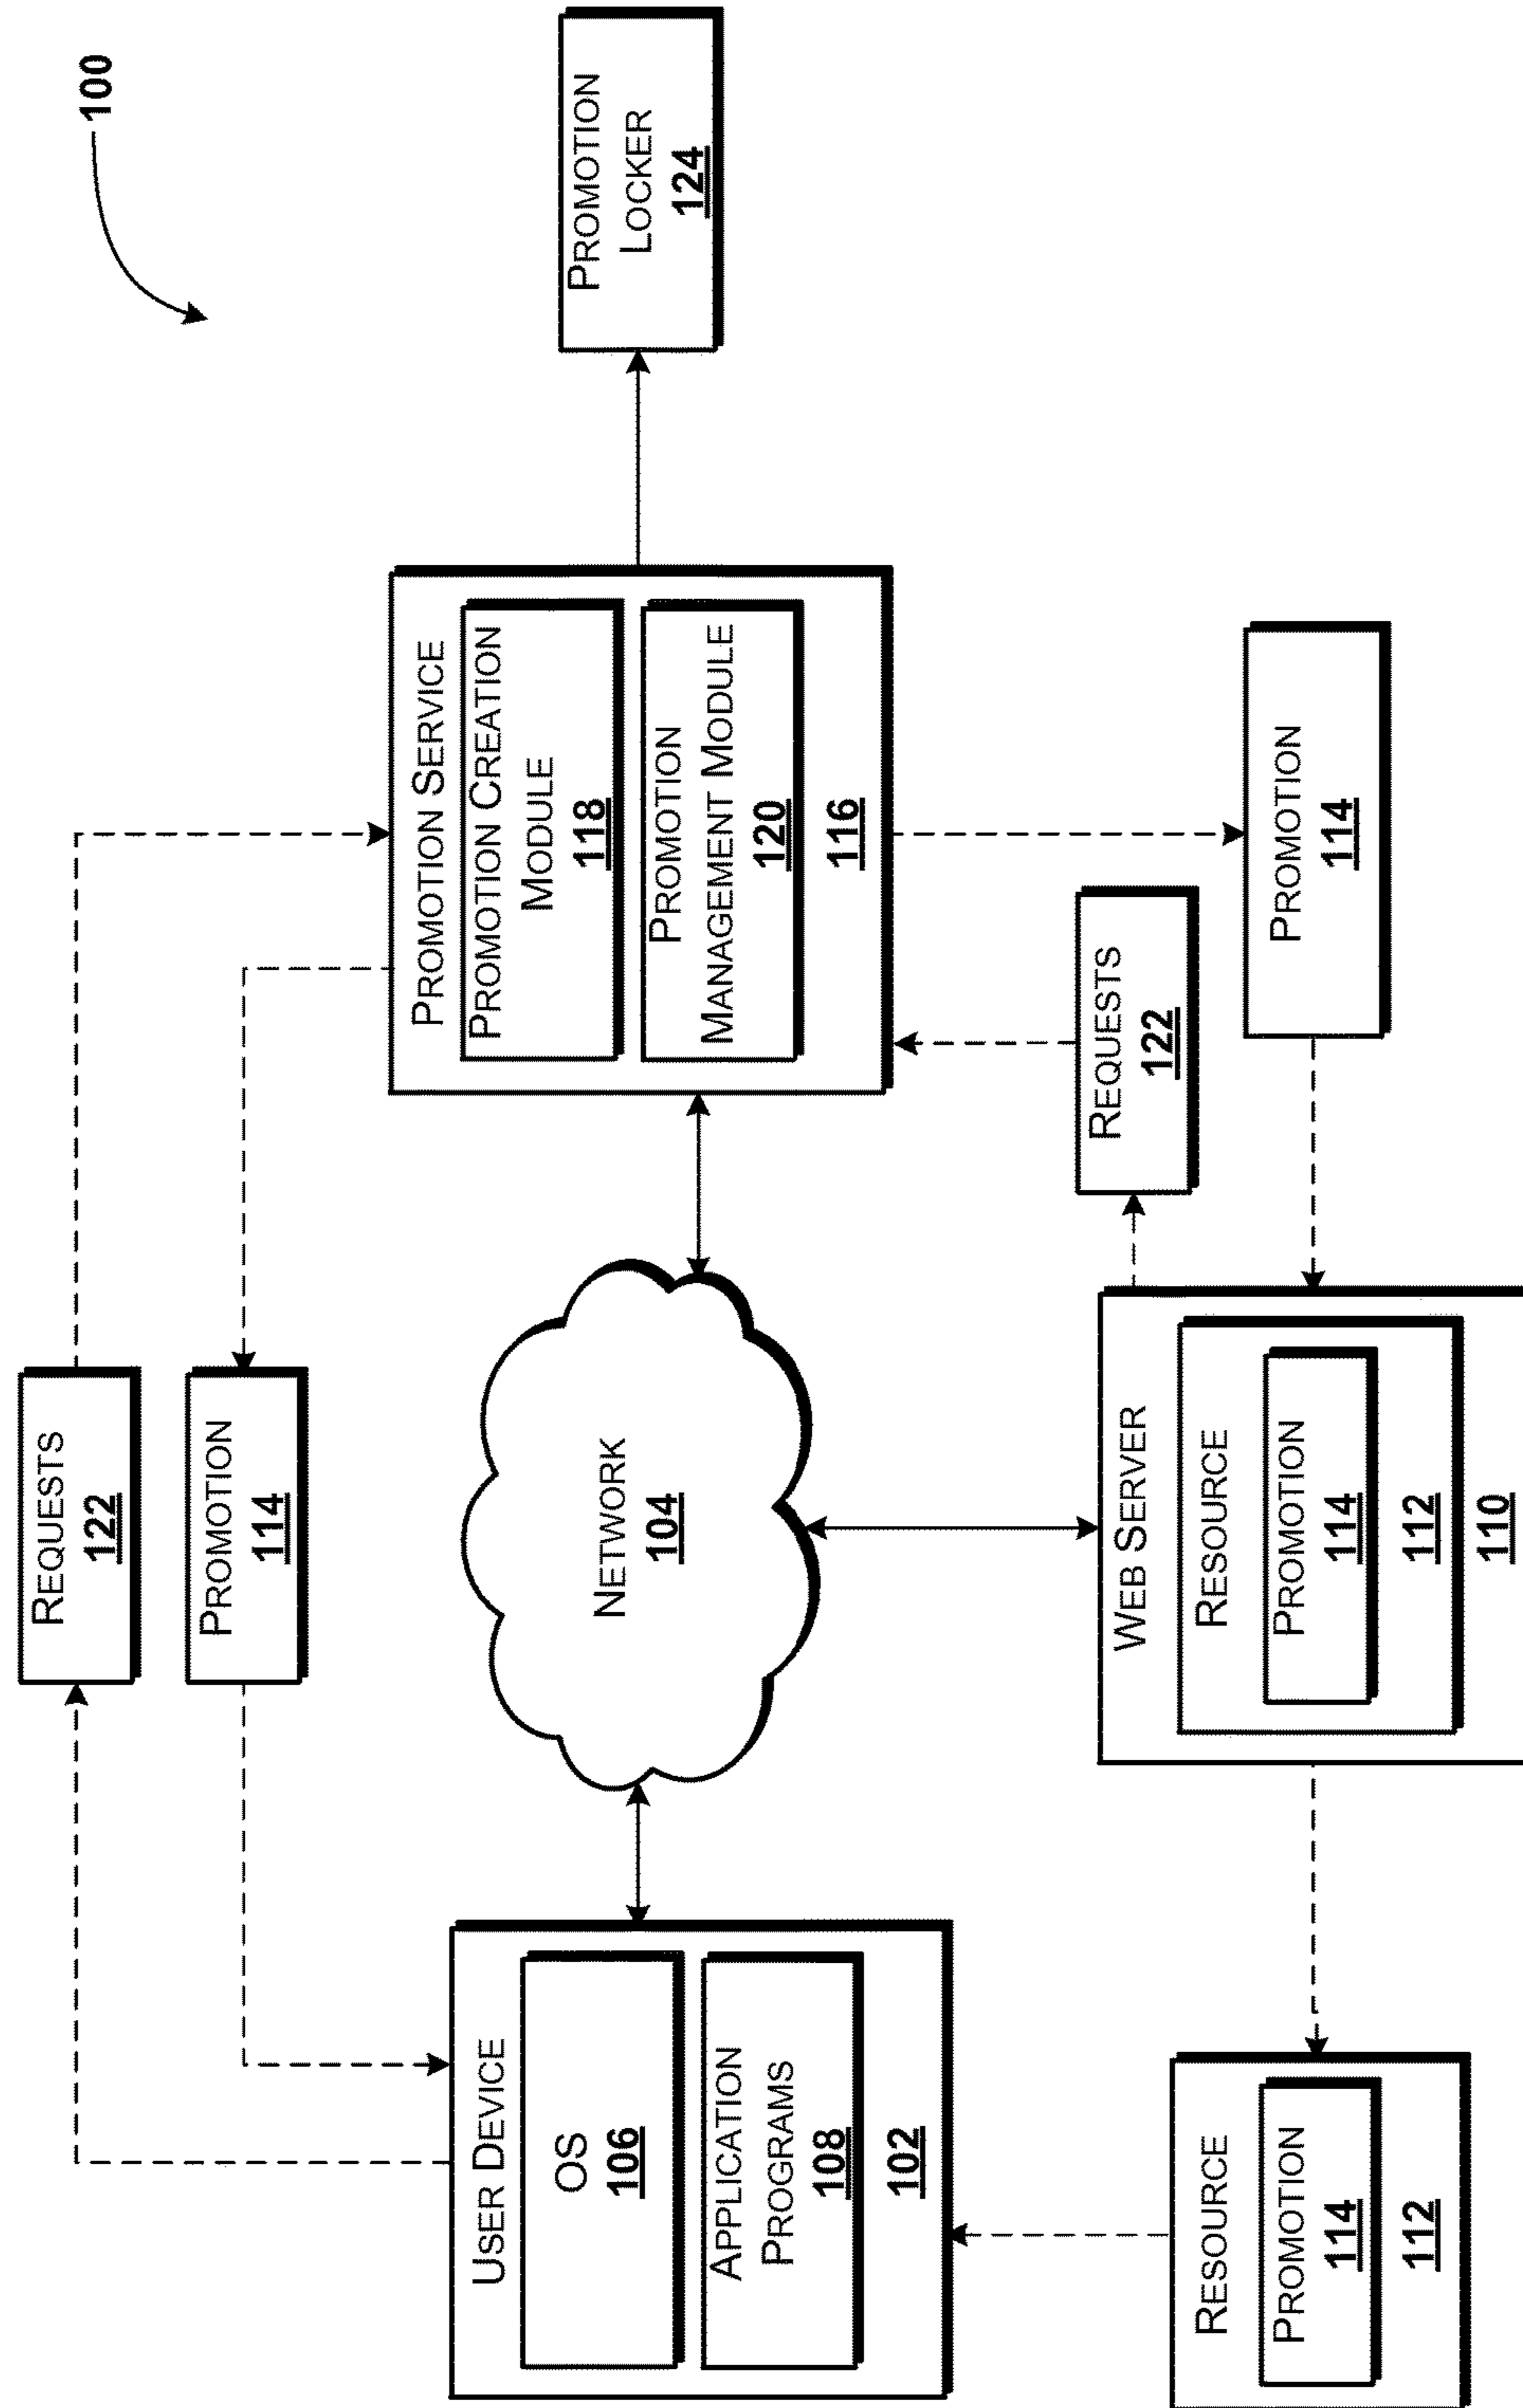 100
REQUESTS
122
PROMOTION
114
USER DEVICE
OS
106
APPLICATION
PROGRAMS
108
102
NETWORK
104
PROMOTION SERVICE
PROMOTION CREATION
MODULE
118
PROMOTION
MANAGEMENT MODULE
120
116
PROMOTION
LOCKER
124
REQUESTS
122
RESOURCE
PROMOTION
114
112
WEB SERVER
RESOURCE
PROMOTION
114
112
110
PROMOTION
114